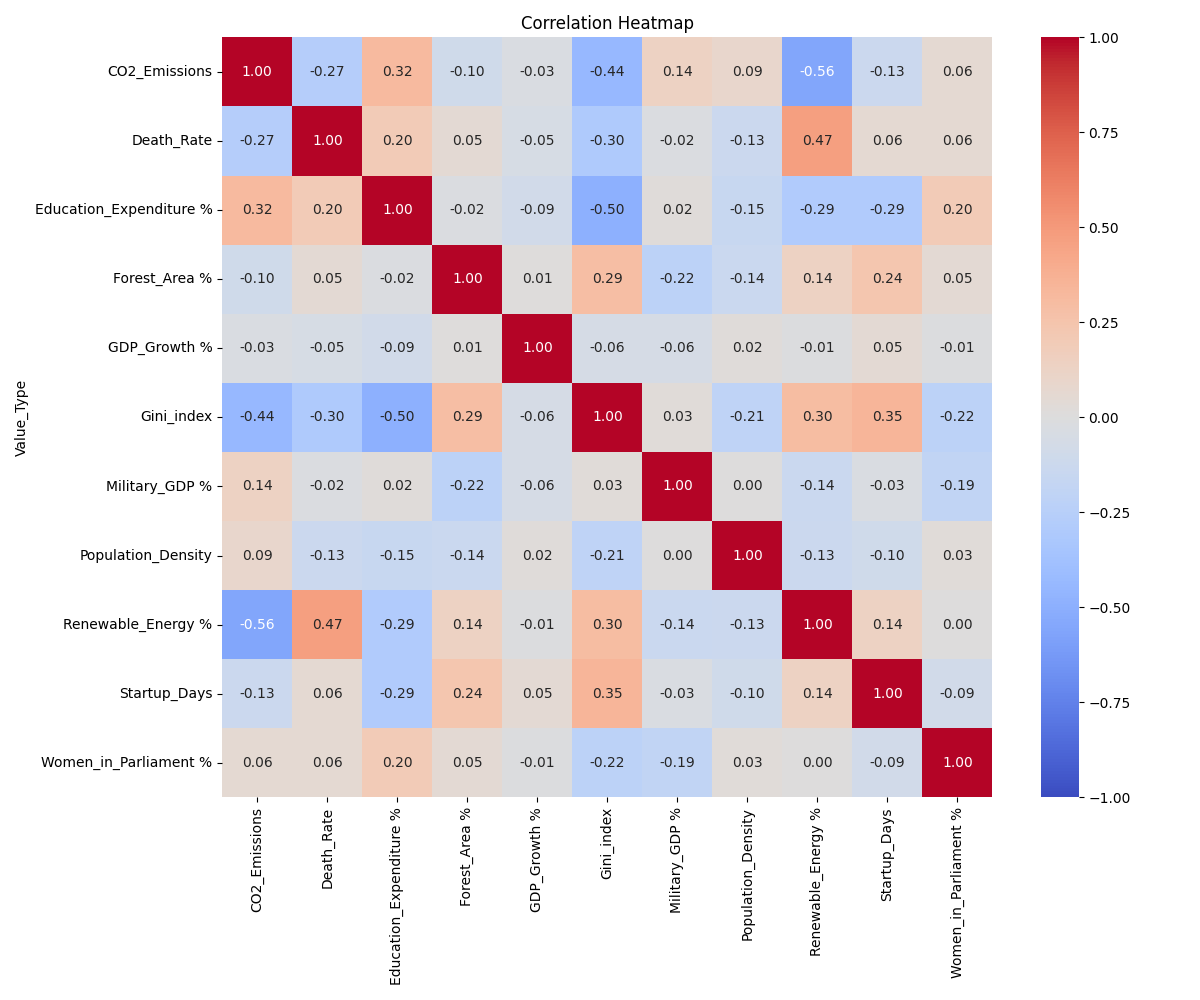 Correlation Heatmap
CO2_Emissions 1.00 -0.27 0.32 -0.10 -0.03 -0.44 0.14 0.09 -0.56 -0.13 0.06
Death_Rate -0.27 1.00 0.20 0.05 -0.05 -0.30 -0.02 -0.13 0.47 0.06 0.06
Education_Expenditure % 0.32 0.20 1.00 -0.02 -0.09 -0.50 0.02 -0.15 -0.29 -0.29 0.20
Forest_Area % -0.10 0.05 -0.02 1.00 0.01 0.29 -0.22 -0.14 0.14 0.24 0.05
GDP_Growth % -0.03 -0.05 -0.09 0.01 1.00 -0.06 -0.06 0.02 -0.01 0.05 -0.01
Gini_index -0.44 -0.30 -0.50 0.29 -0.06 1.00 0.03 -0.21 0.30 0.35 -0.22
Military_GDP % 0.14 -0.02 0.02 -0.22 -0.06 0.03 1.00 0.00 -0.14 -0.03 -0.19
Population_Density 0.09 -0.13 -0.15 -0.14 0.02 -0.21 0.00 1.00 -0.13 -0.10 0.03
Renewable_Energy % -0.56 0.47 -0.29 0.14 -0.01 0.30 -0.14 -0.13 1.00 0.14 0.00
Startup_Days -0.13 0.06 -0.29 0.24 0.05 0.35 -0.03 -0.10 0.14 1.00 -0.09
Women_in_Parliament % 0.06 0.06 0.20 0.05 -0.01 -0.22 -0.19 0.03 0.00 -0.09 1.00
Value_Type
CO2_Emissions
Death_Rate
Education_Expenditure %
Forest_Area %
GDP_Growth %
Gini_index
Military_GDP %
Population_Density
Renewable_Energy %
Startup_Days
Women_in_Parliament %
1.00
0.75
0.50
0.25
0.00
−0.25
−0.50
−0.75
−1.00